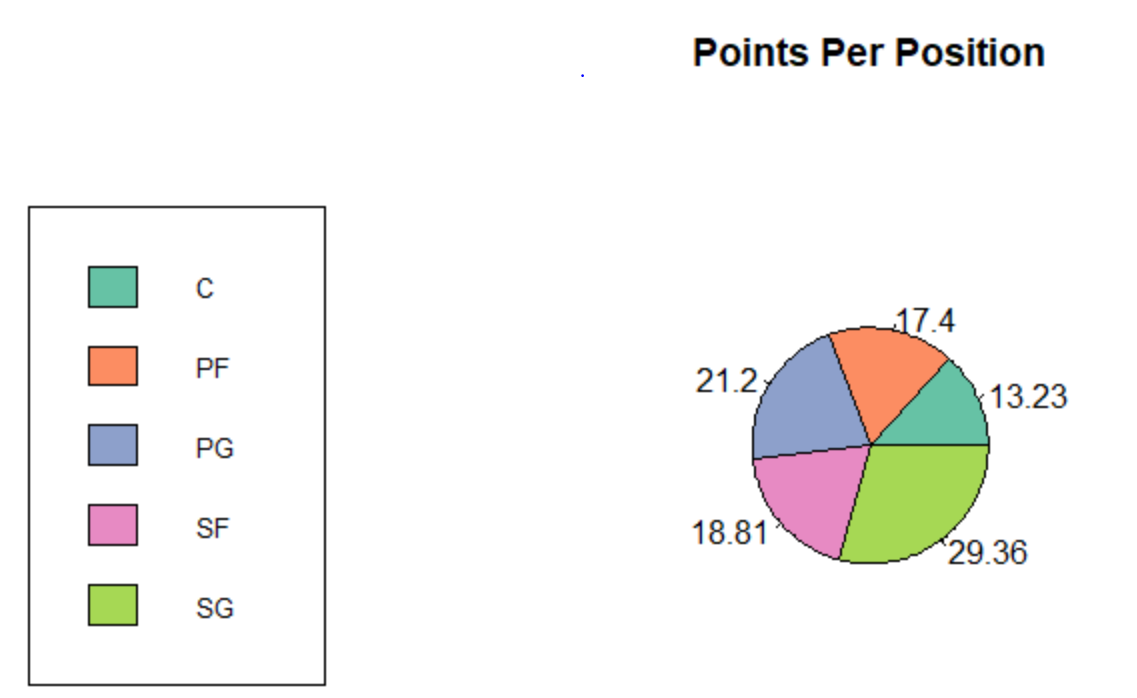 Points Per Position
C
PF
PG
SF
SG
17.4
21.2
13.23
18.81
29.36